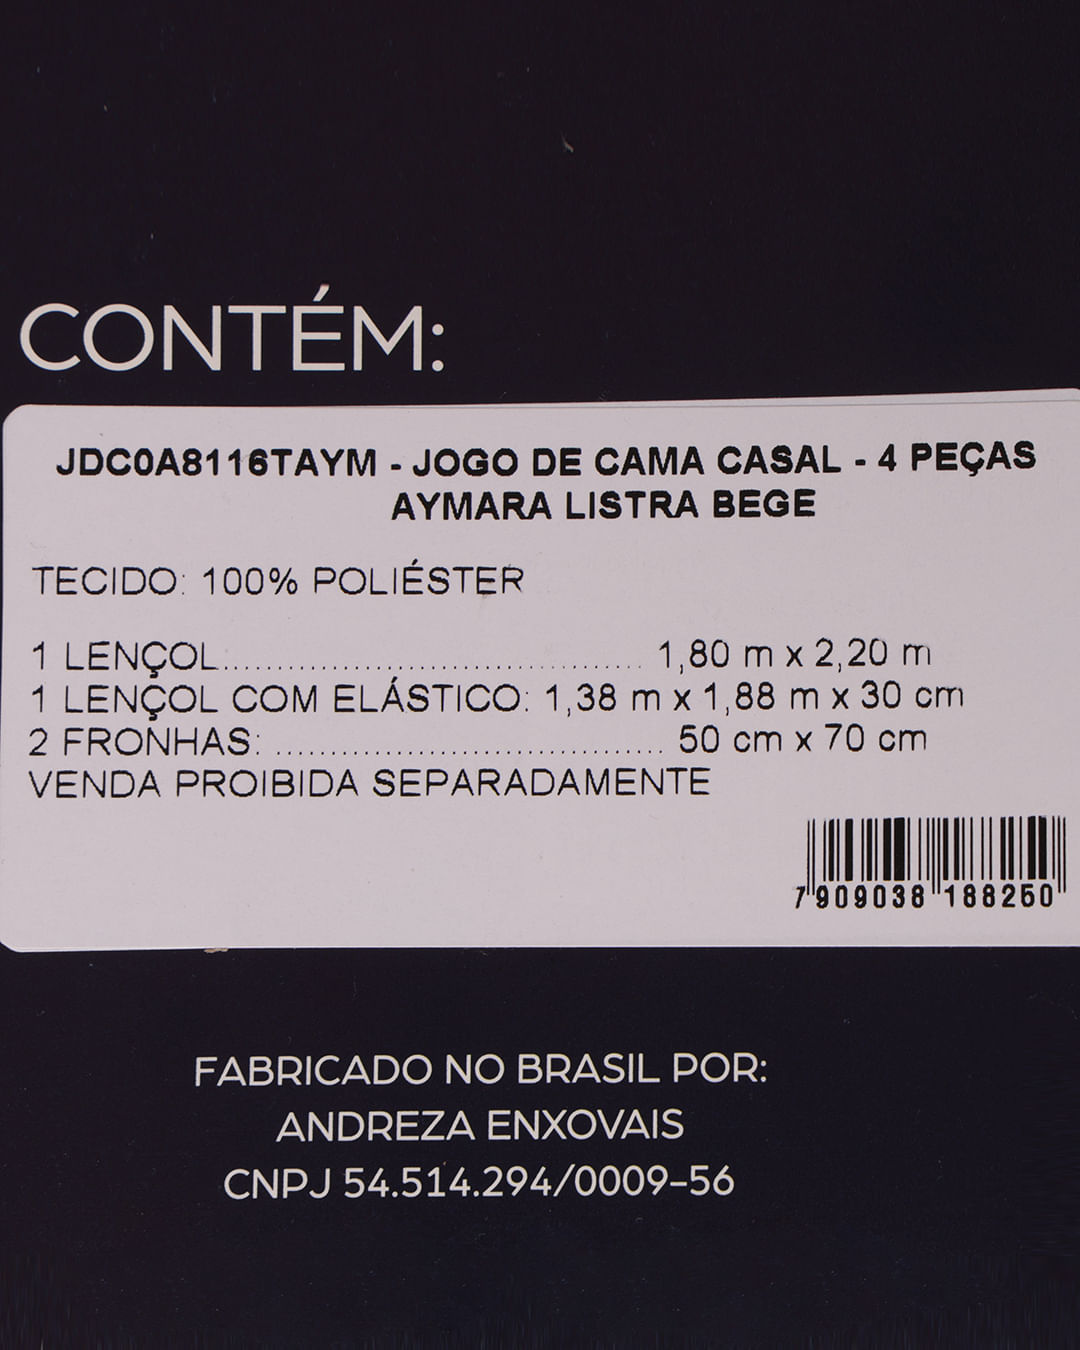 CONTÉM:
JDC0A8116TAYM - JOGO DE CAMA CASAL - 4 PEÇAS
AYMARA LISTRA BEGE
TECIDO: 100% POLIÉSTER
1 LENÇOL........................................ 1,80 m x 2,20 m
1 LENÇOL COM ELÁSTICO: 1,38 m x 1,88 m x 30 cm
2 FRONHAS: ..................................... 50 cm x 70 cm
VENDA PROIBIDA SEPARADAMENTE
7 909038 188250
FABRICADO NO BRASIL POR:
ANDREZA ENXOVAIS
CNPJ 54.514.294/0009-56